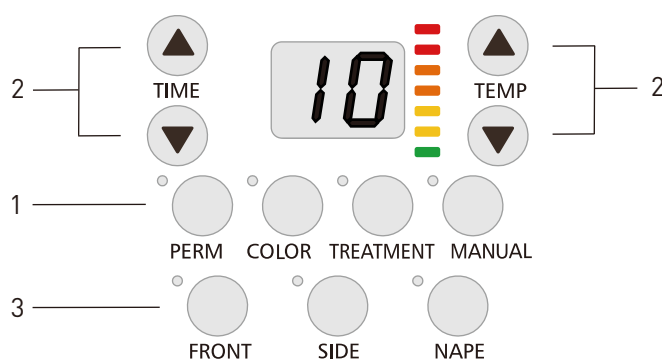 10
2 TIME TEMP 2
1
PERM COLOR TREATMENT MANUAL
3
FRONT SIDE NAPE